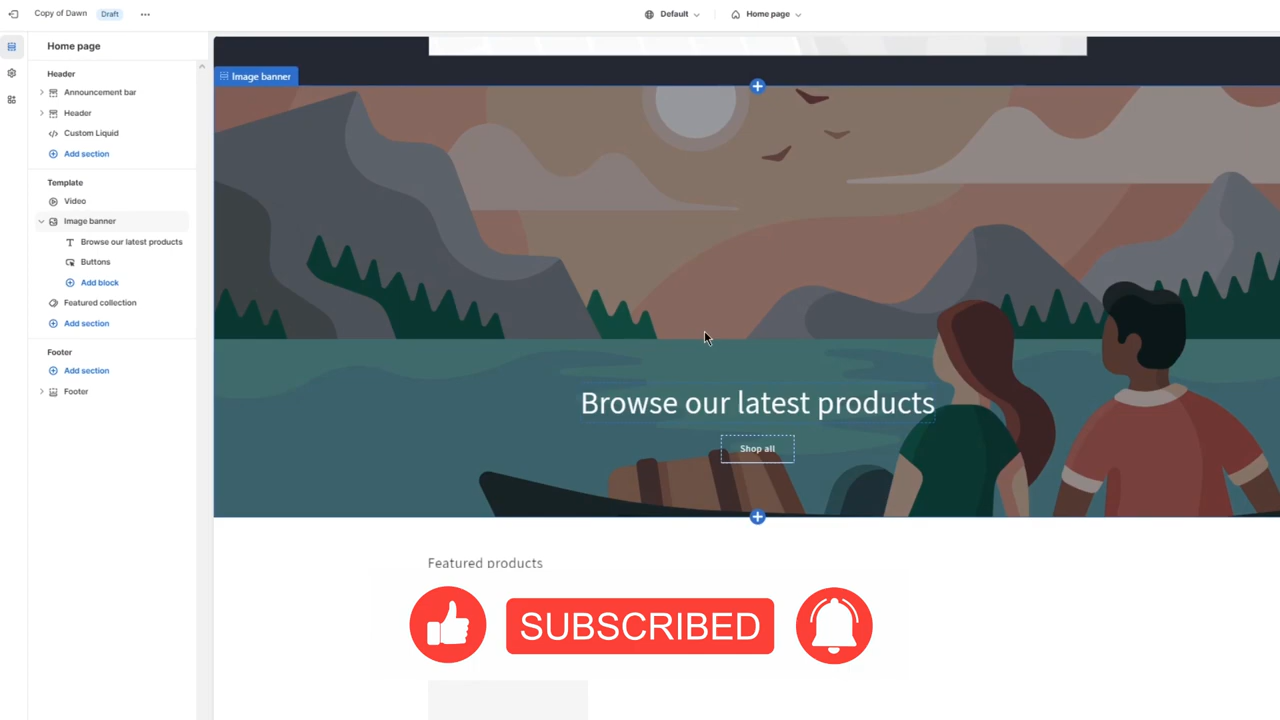 Copy of Dawn Draft
Default
Home page
Home page
Header
Announcement bar
Header
Custom Liquid
Add section
Template
Video
Image banner
Browse our latest products
Buttons
Add block
Featured collection
Add section
Footer
Add section
Footer
Image banner
Browse our latest products
Shop all
Featured products
SUBSCRIBED